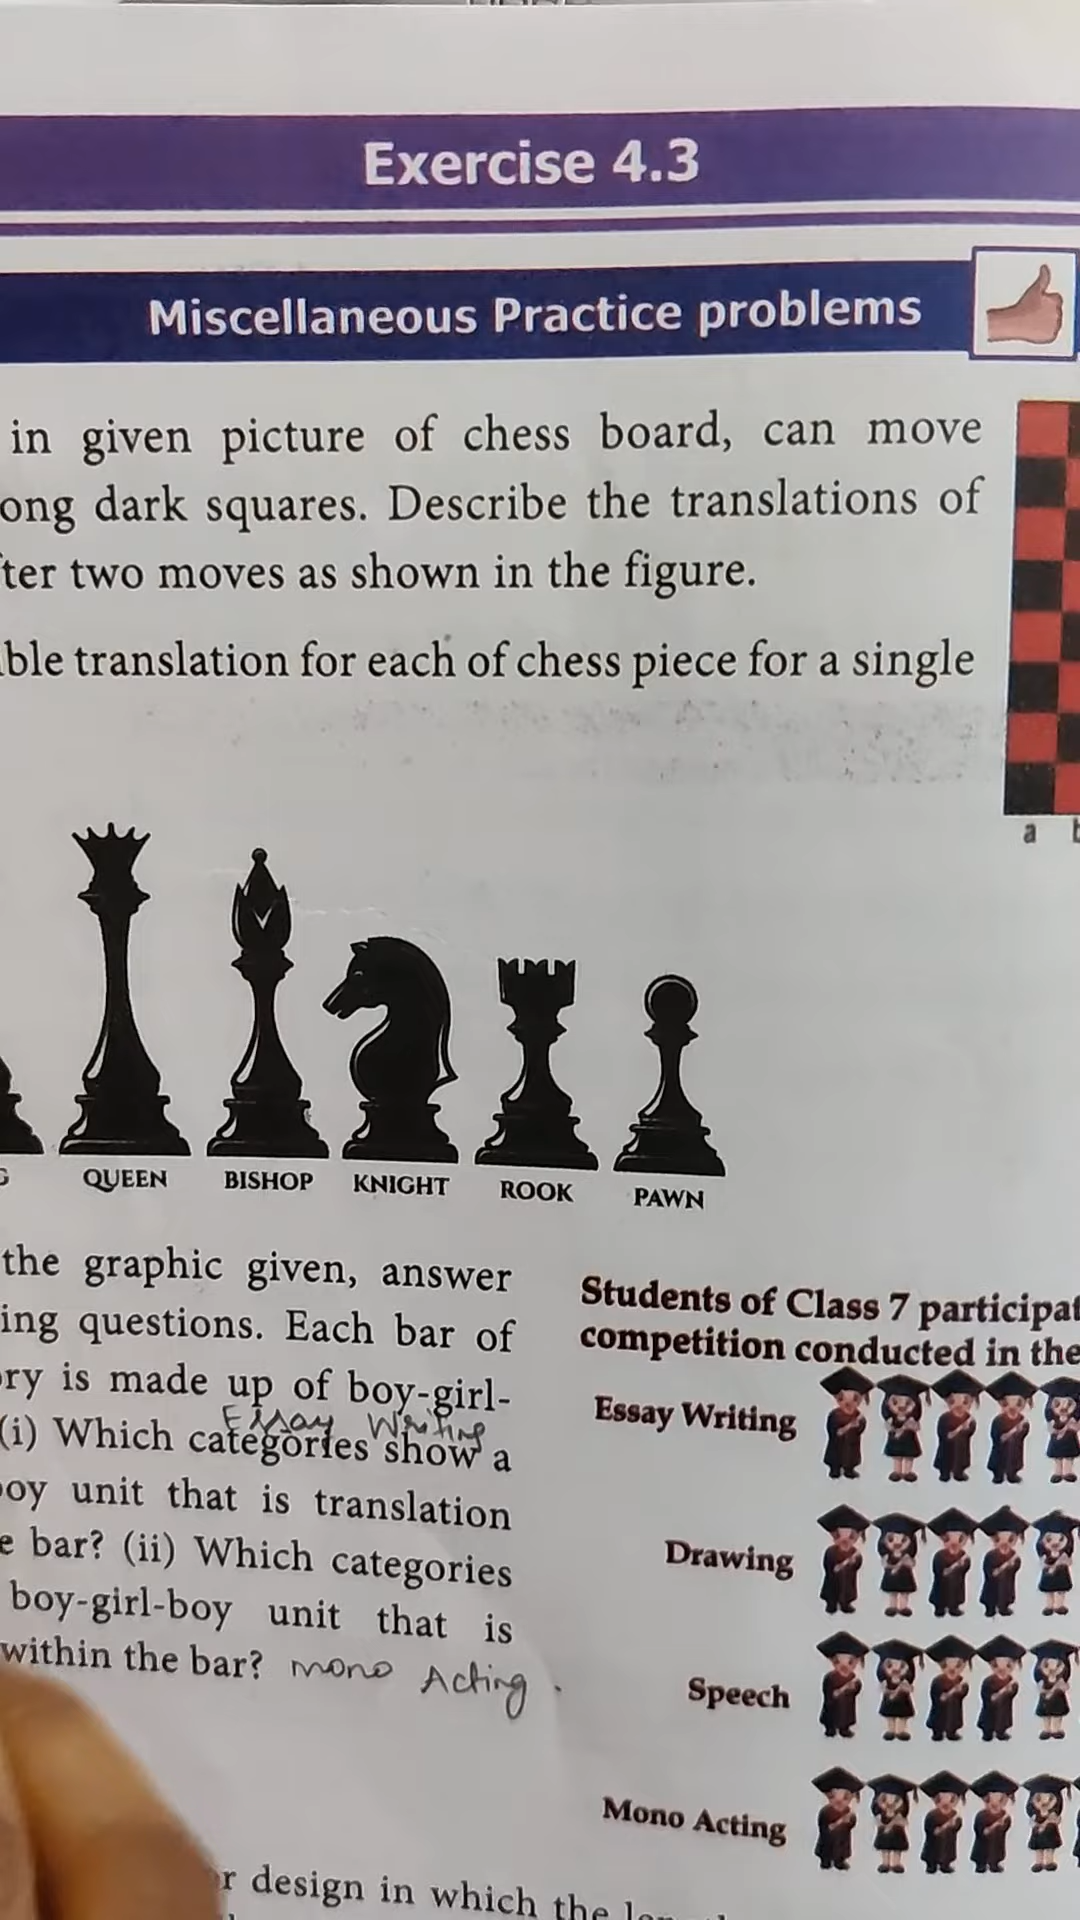 Exercise 4.3
Miscellaneous Practice problems
in given picture of chess board, can move
ong dark squares. Describe the translations of
ter two moves as shown in the figure.
ble translation for each of chess piece for a single
a
QUEEN BISHOP KNIGHT ROOK PAWN
the graphic given, answer
ing questions. Each bar of
ry is made up of boy-girl-
Essay Writing
(i) Which categories show a
oy unit that is translation
e bar? (ii) Which categories
boy-girl-boy unit that is
within the bar? mono Acting.
Students of Class 7 participat
competition conducted in the
Essay Writing
Drawing
Speech
Mono Acting
r design in which the